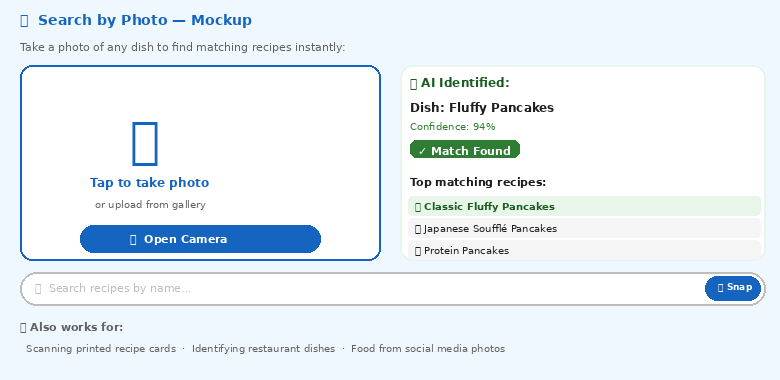 Search by Photo — Mockup
Take a photo of any dish to find matching recipes instantly:
Tap to take photo
or upload from gallery
Open Camera
AI Identified:
Dish: Fluffy Pancakes
Confidence: 94%
✓ Match Found
Top matching recipes:
Classic Fluffy Pancakes
Japanese Soufflé Pancakes
Protein Pancakes
Search recipes by name...
Snap
Also works for:
Scanning printed recipe cards · Identifying restaurant dishes · Food from social media photos